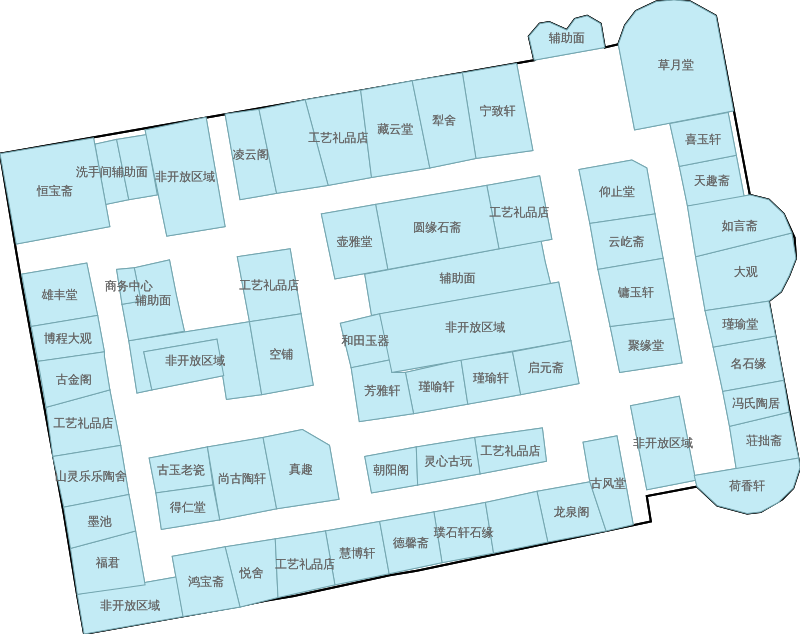 辅助面
草月堂
宁致轩
犁舍
藏云堂
工艺礼品店
凌云阁
喜玉轩
洗手间
辅助面
非开放区域
恒宝斋
天趣斋
仰止堂
工艺礼品店
圆缘石斋
壶雅堂
如言斋
云屹斋
大观
辅助面
商务中心
辅助面
工艺礼品店
雄丰堂
镛玉轩
瑾瑜堂
非开放区域
和田玉器
博程大观
聚缘堂
空铺
非开放区域
名石缘
启元斋
瑾瑜轩
瑾喻轩
芳雅轩
古金阁
冯氏陶居
工艺礼品店
荘拙斋
非开放区域
工艺礼品店
灵心古玩
朝阳阁
真趣
古玉老瓷
尚古陶轩
山灵乐乐陶舍
古风堂
荷香轩
得仁堂
龙泉阁
墨池
璞石轩石缘
德馨斋
慧博轩
工艺礼品店
福君
悦舍
鸿宝斋
非开放区域